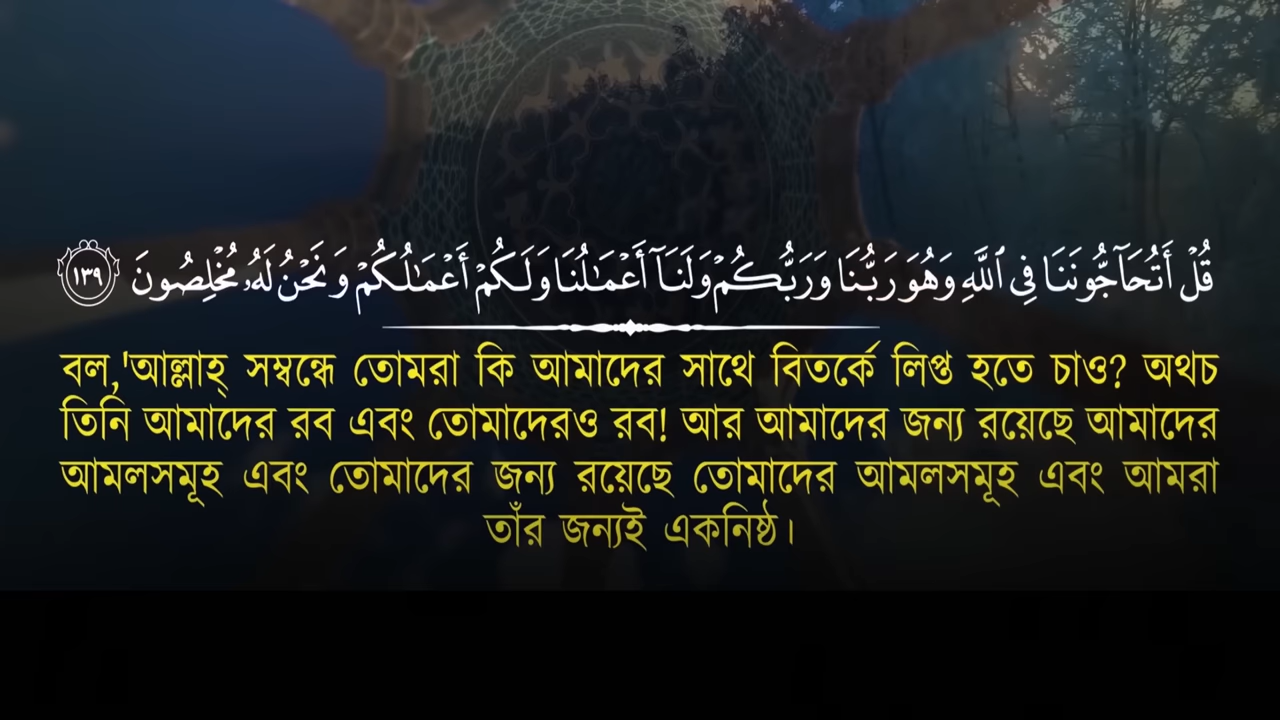 قُلْ أَتُحَآجُّونَنَا فِى ٱللَّهِ وَهُوَ رَبُّنَا وَرَبُّكُمْ وَلَنَآ أَعْمَـٰلُنَا وَلَكُمْ أَعْمَـٰلُكُمْ وَنَحْنُ لَهُۥ مُخْلِصُونَ ١٣٩
বল,'আল্লাহ্ সম্বন্ধে তোমরা কি আমাদের সাথে বিতর্কে লিপ্ত হতে চাও? অথচ
তিনি আমাদের রব এবং তোমাদেরও রব! আর আমাদের জন্য রয়েছে আমাদের
আমলসমূহ এবং তোমাদের জন্য রয়েছে তোমাদের আমলসমূহ এবং আমরা
তাঁর জন্যই একনিষ্ঠ।